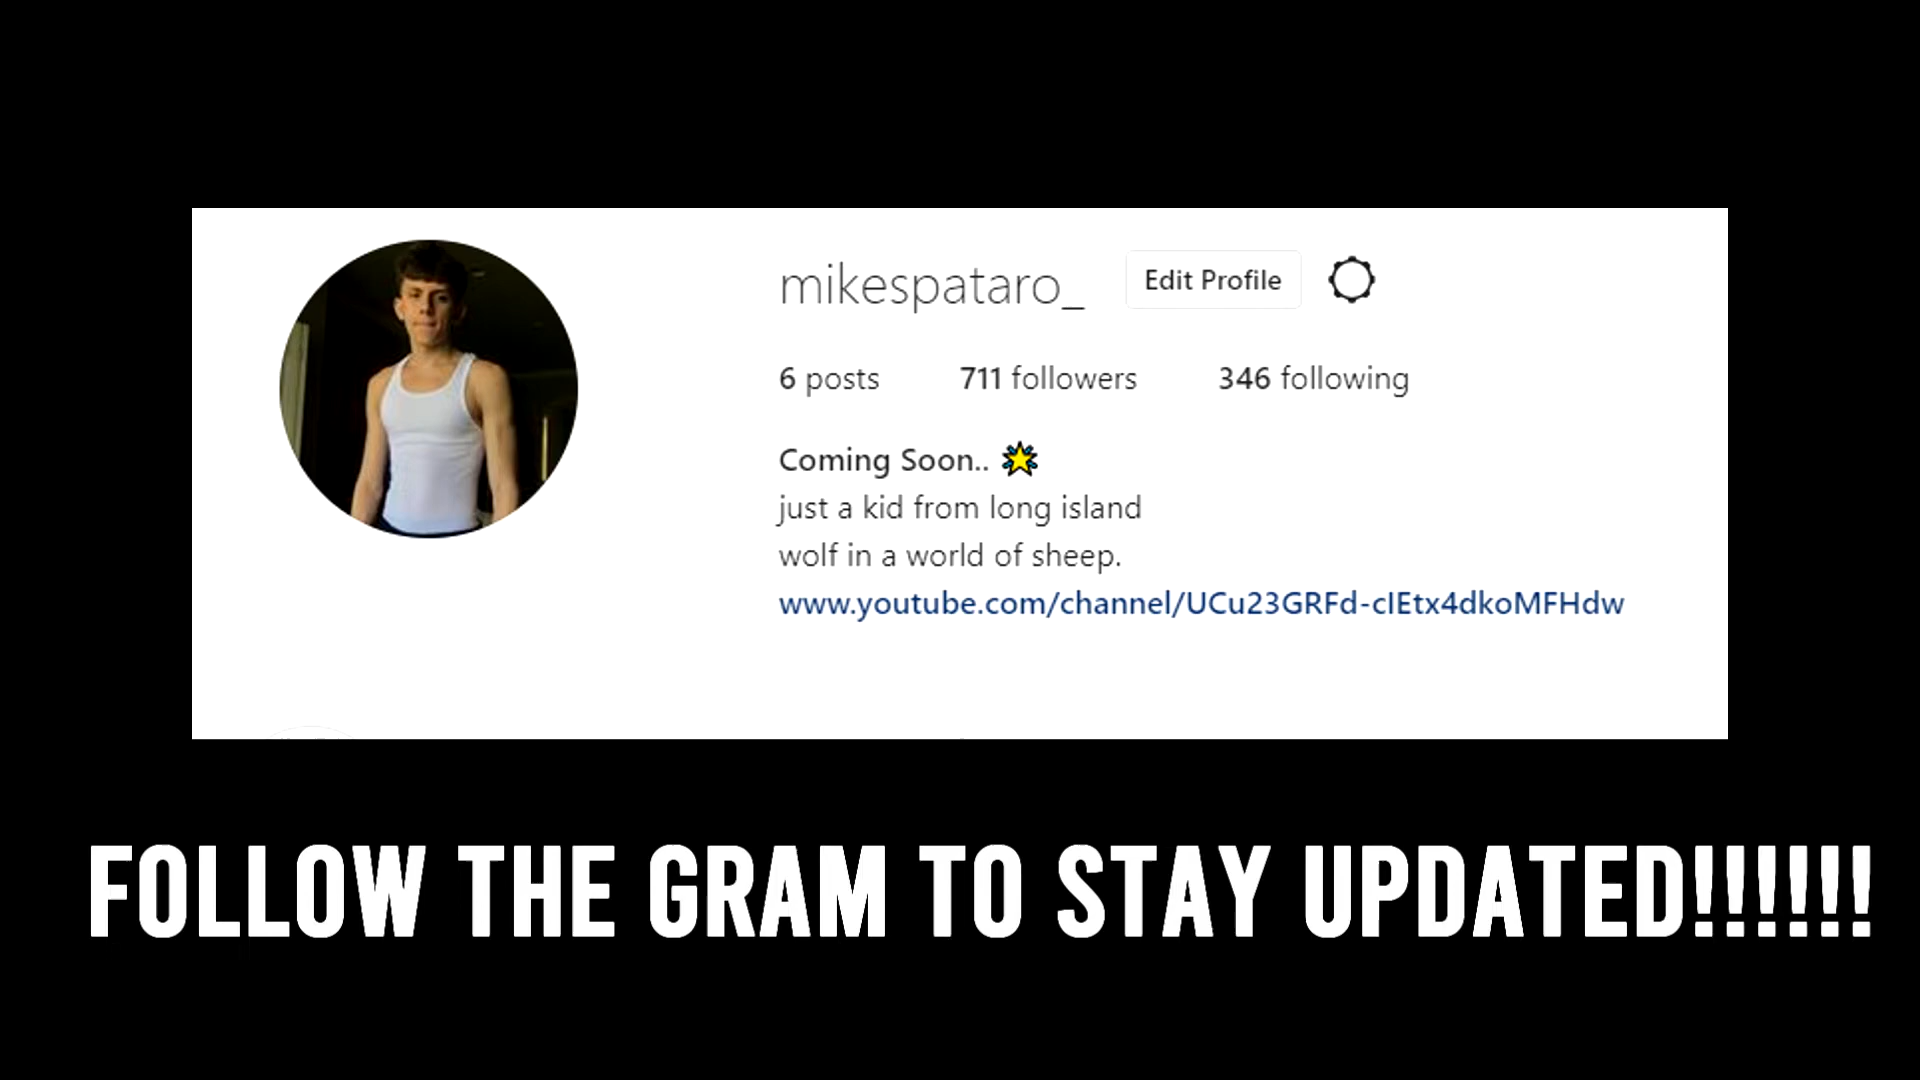 mikespataro_ Edit Profile
6 posts 711 followers 346 following
Coming Soon.. 🌟
just a kid from long island
wolf in a world of sheep.
www.youtube.com/channel/UCu23GRFd-cIEtx4dkoMFHdw
FOLLOW THE GRAM TO STAY UPDATED!!!!!!